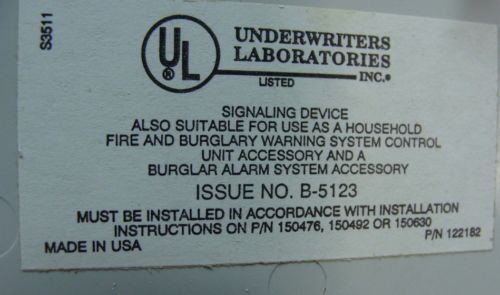 S3511
UL
®
UNDERWRITERS
LABORATORIES
INC.®
LISTED
SIGNALING DEVICE
ALSO SUITABLE FOR USE AS A HOUSEHOLD
FIRE AND BURGLARY WARNING SYSTEM CONTROL
UNIT ACCESSORY AND A
BURGLAR ALARM SYSTEM ACCESSORY
ISSUE NO. B-5123
MUST BE INSTALLED IN ACCORDANCE WITH INSTALLATION
INSTRUCTIONS ON P/N 150476, 150492 OR 150630
MADE IN USA
P/N 122182